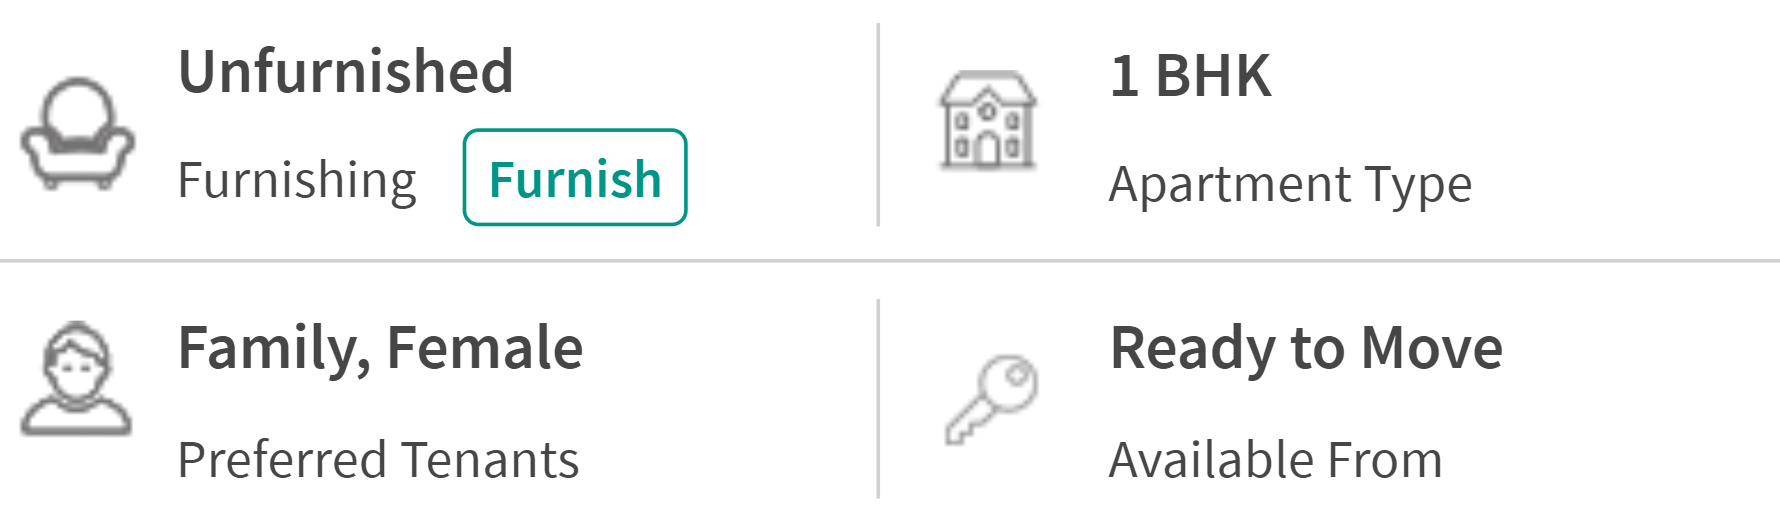 Unfurnished
Furnishing Furnish
1 BHK
Apartment Type
Family, Female
Preferred Tenants
Ready to Move
Available From